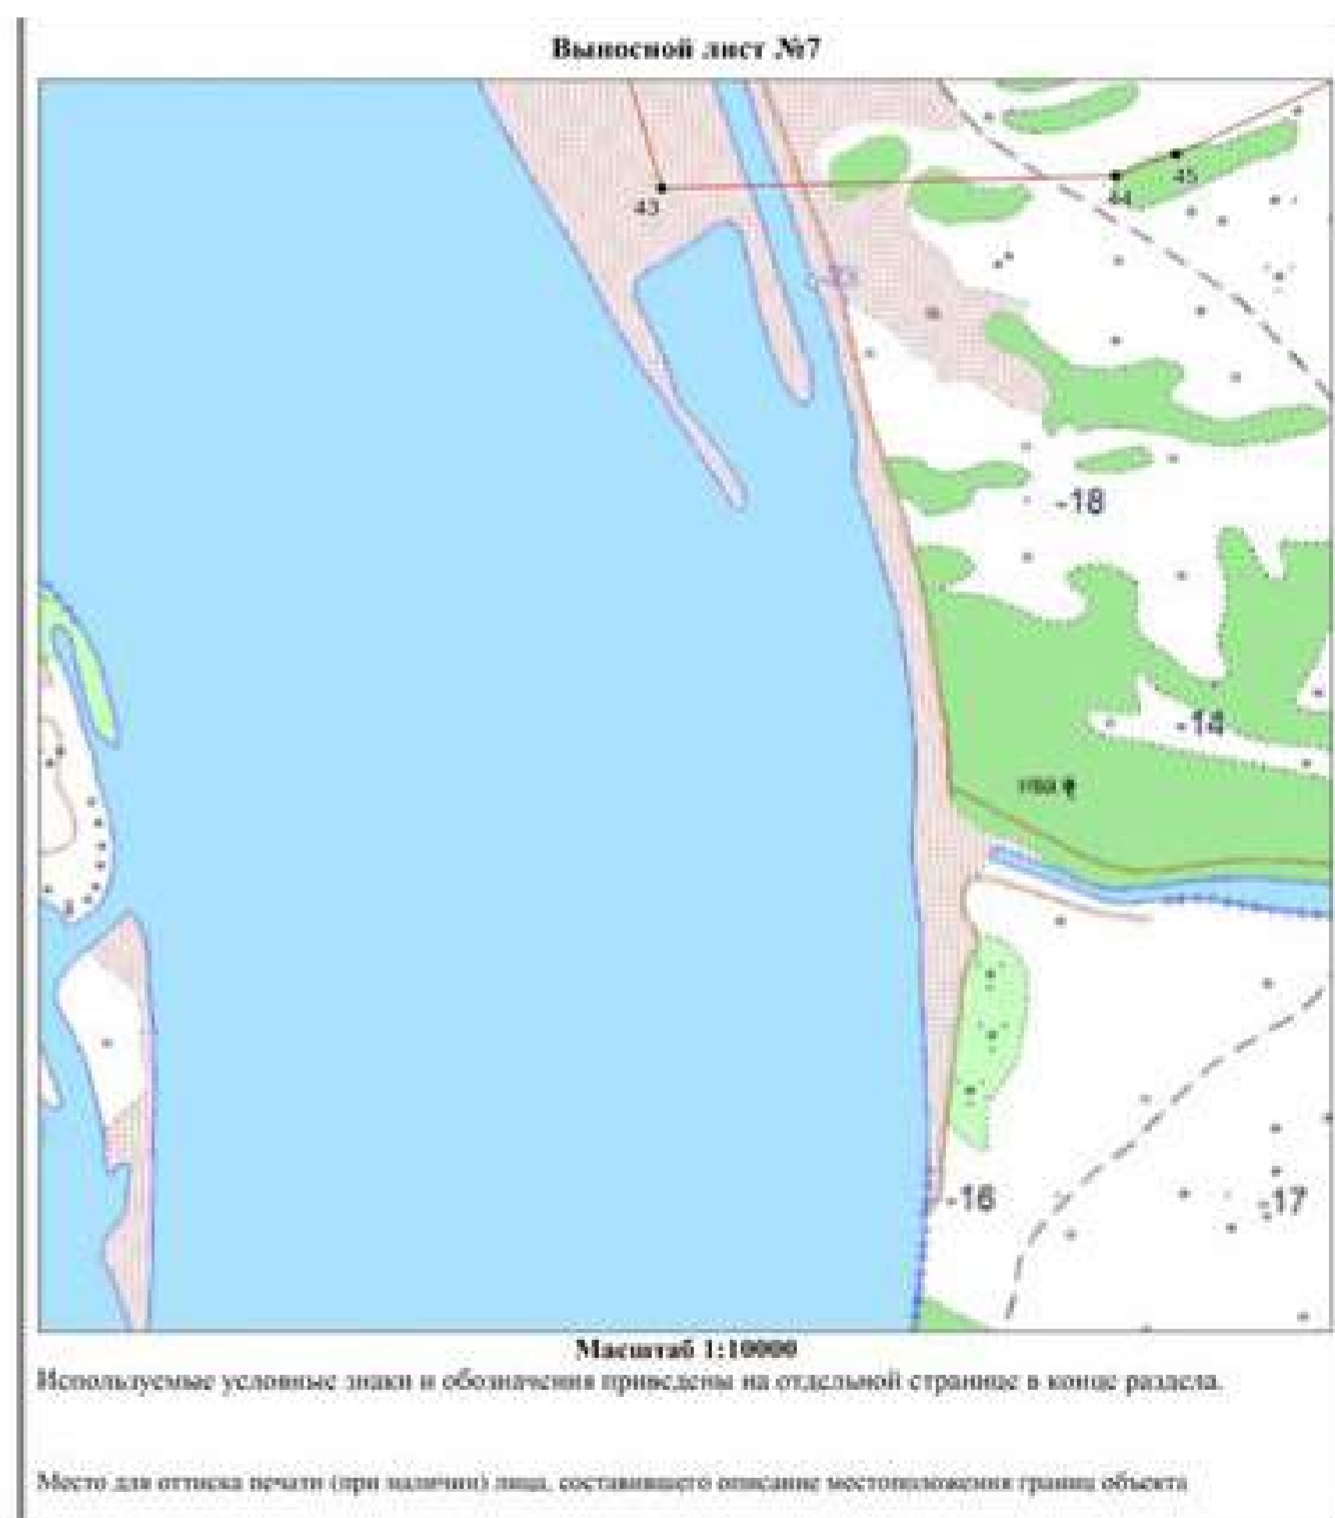 Выносной лист №7
43
44
45
-18
-14
ива
-16
-17
Масштаб 1:10000
Используемые условные знаки и обозначения приведены на отдельной странице в конце раздела.
Место для оттиска печати (при наличии) лица, составившего описание местоположения границ объекта